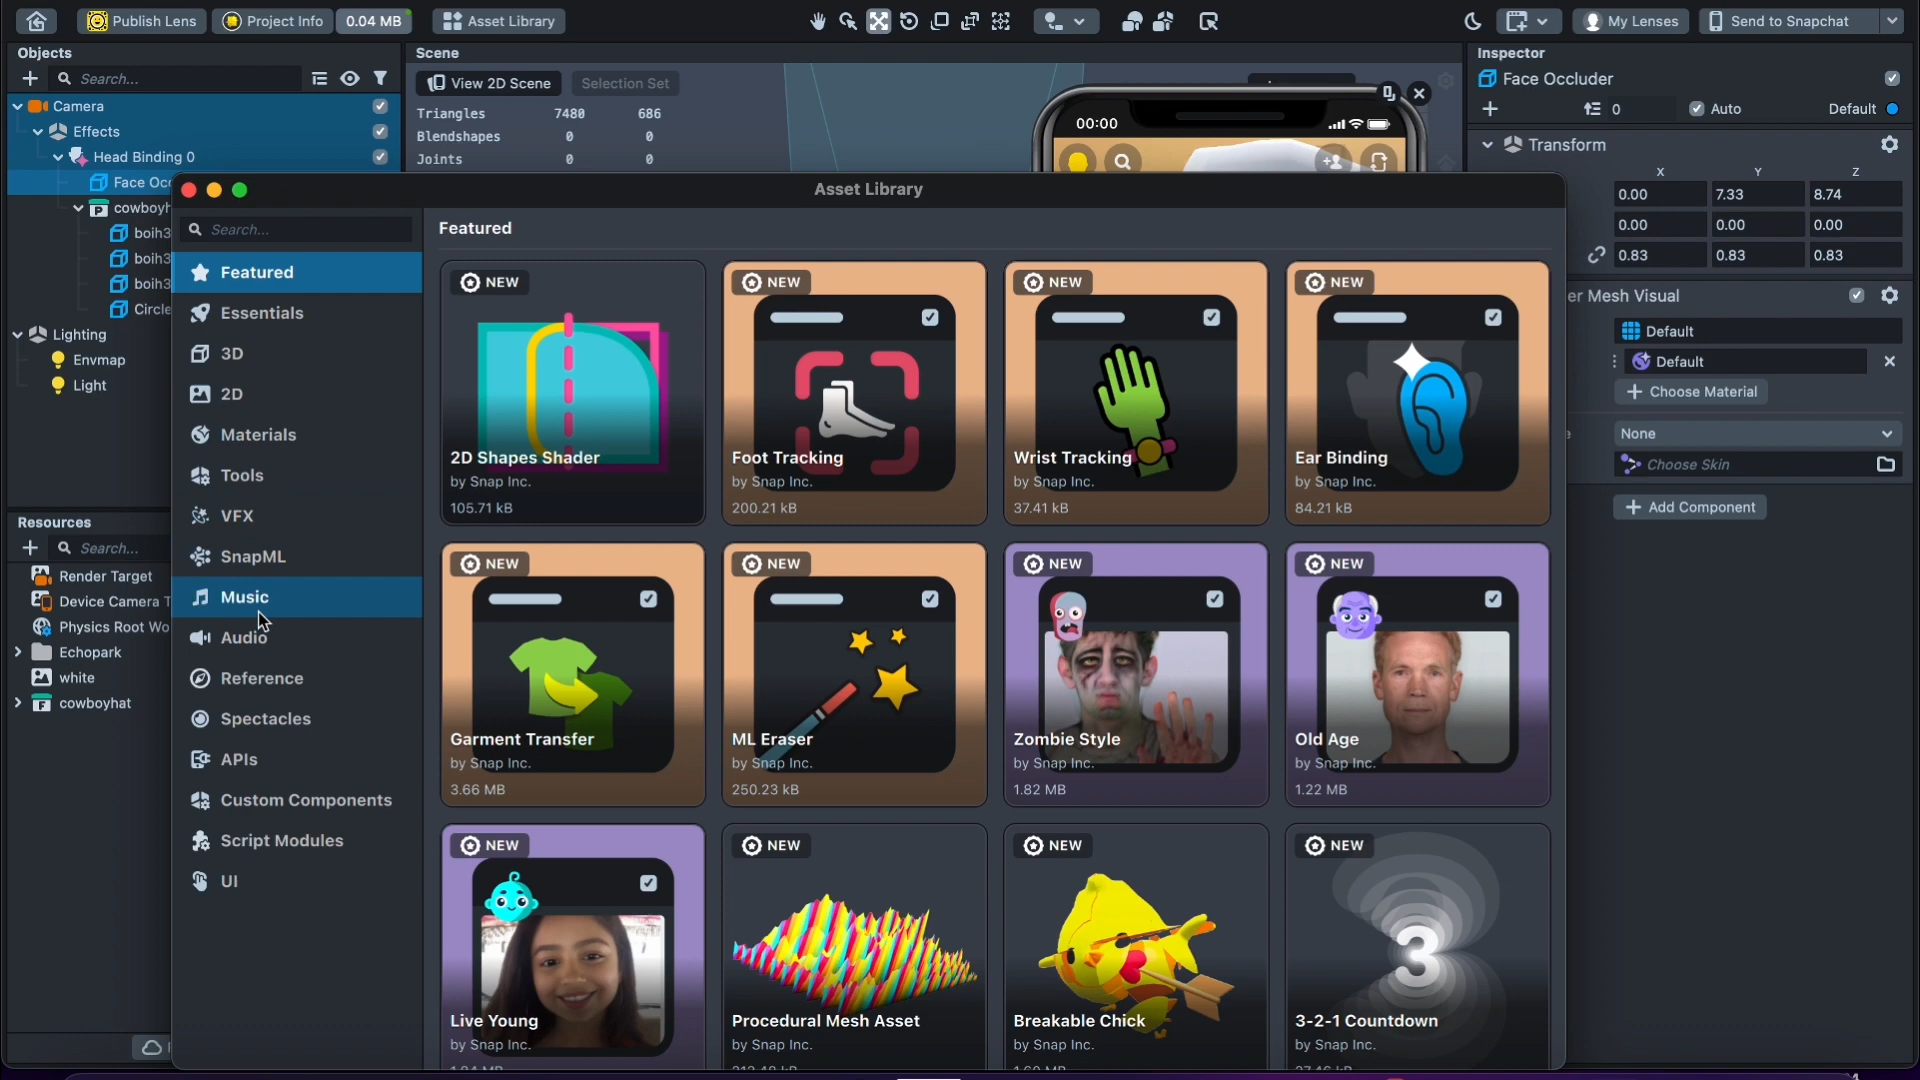 Publish Lens Project Info 0.04 MB Asset Library My Lenses Send to Snapchat
Objects
Search...
Camera
Effects
Head Binding 0
Face Occ
cowboyh
boih3
boih3
boih3
Circle
Lighting
Envmap
Light
Resources
Search...
Render Target
Device Camera T
Physics Root Wo
Echopark
white
cowboyhat
Scene
View 2D Scene Selection Set
Triangles 7480 686
Blendshapes 0 0
Joints 0 0
00:00
Asset Library
Search...
Featured
Essentials
3D
2D
Materials
Tools
VFX
SnapML
Music
Audio
Reference
Spectacles
APIs
Custom Components
Script Modules
UI
Featured
NEW
2D Shapes Shader
by Snap Inc.
105.71 kB
NEW
Foot Tracking
by Snap Inc.
200.21 kB
NEW
Wrist Tracking
by Snap Inc.
37.41 kB
NEW
Ear Binding
by Snap Inc.
84.21 kB
NEW
Garment Transfer
by Snap Inc.
3.66 MB
NEW
ML Eraser
by Snap Inc.
250.23 kB
NEW
Zombie Style
by Snap Inc.
1.82 MB
NEW
Old Age
by Snap Inc.
1.22 MB
NEW
Live Young
by Snap Inc.
NEW
Procedural Mesh Asset
by Snap Inc.
NEW
Breakable Chick
by Snap Inc.
NEW
3
3-2-1 Countdown
by Snap Inc.
Inspector
Face Occluder
0 Auto Default
Transform
X Y Z
0.00 7.33 8.74
0.00 0.00 0.00
0.83 0.83 0.83
er Mesh Visual
Default
Default
Choose Material
None
Choose Skin
Add Component